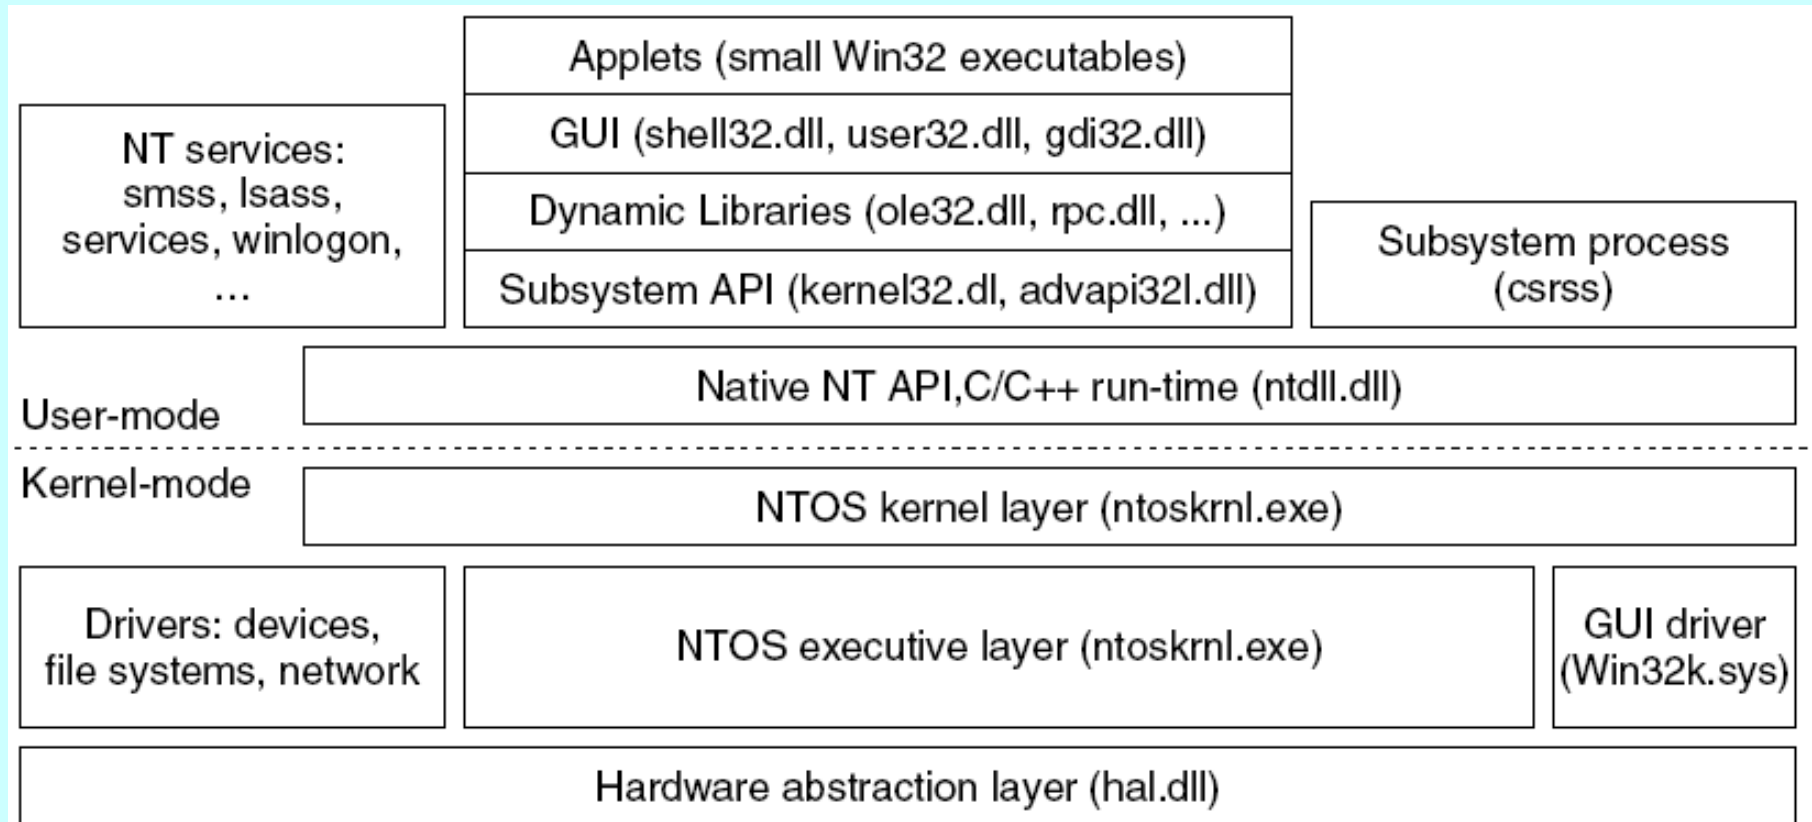 Applets (small Win32 executables)
NT services:
smss, lsass,
services, winlogon,
...
GUI (shell32.dll, user32.dll, gdi32.dll)
Dynamic Libraries (ole32.dll, rpc.dll, ...)
Subsystem API (kernel32.dl, advapi32l.dll)
Subsystem process
(csrss)
Native NT API,C/C++ run-time (ntdll.dll)
User-mode
Kernel-mode
NTOS kernel layer (ntoskrnl.exe)
Drivers: devices,
file systems, network
NTOS executive layer (ntoskrnl.exe)
GUI driver
(Win32k.sys)
Hardware abstraction layer (hal.dll)